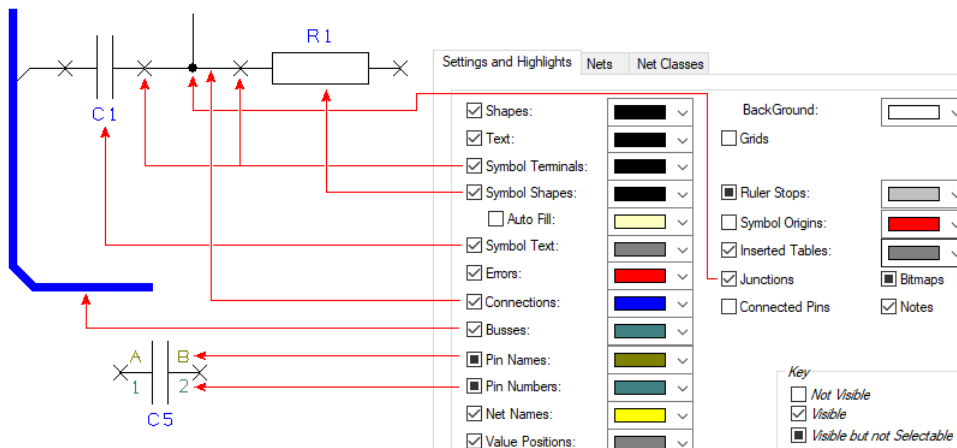 R1
C1
A B
1 2
C5
Settings and Highlights Nets Net Classes
Shapes: BackGround:
Text: Grids
Symbol Terminals:
Symbol Shapes: Ruler Stops:
Auto Fill: Symbol Origins:
Symbol Text: Inserted Tables:
Errors: Junctions Bitmaps
Connections: Connected Pins Notes
Busses:
Pin Names:
Pin Numbers:
Net Names:
Value Positions:
Key
Not Visible
Visible
Visible but not Selectable